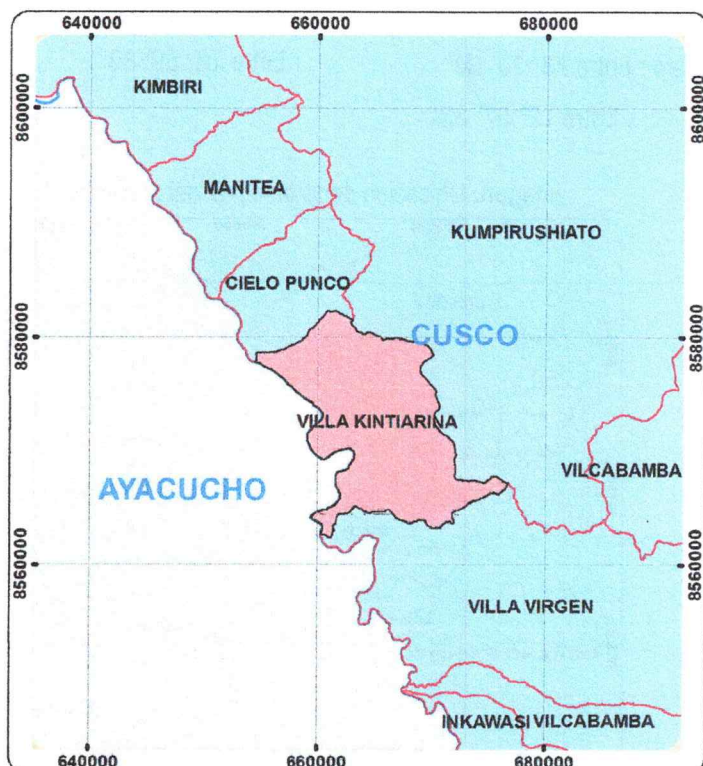 640000 660000 680000
8600000 8600000
KIMBIRI
MANITEA
KUMPIRUSHIATO
CIELO PUNCO
8580000 8580000
CUSCO
VILLA KINTIARINA
VILCABAMBA
AYACUCHO
8560000 8560000
VILLA VIRGEN
INKAWASI VILCABAMBA
640000 660000 680000